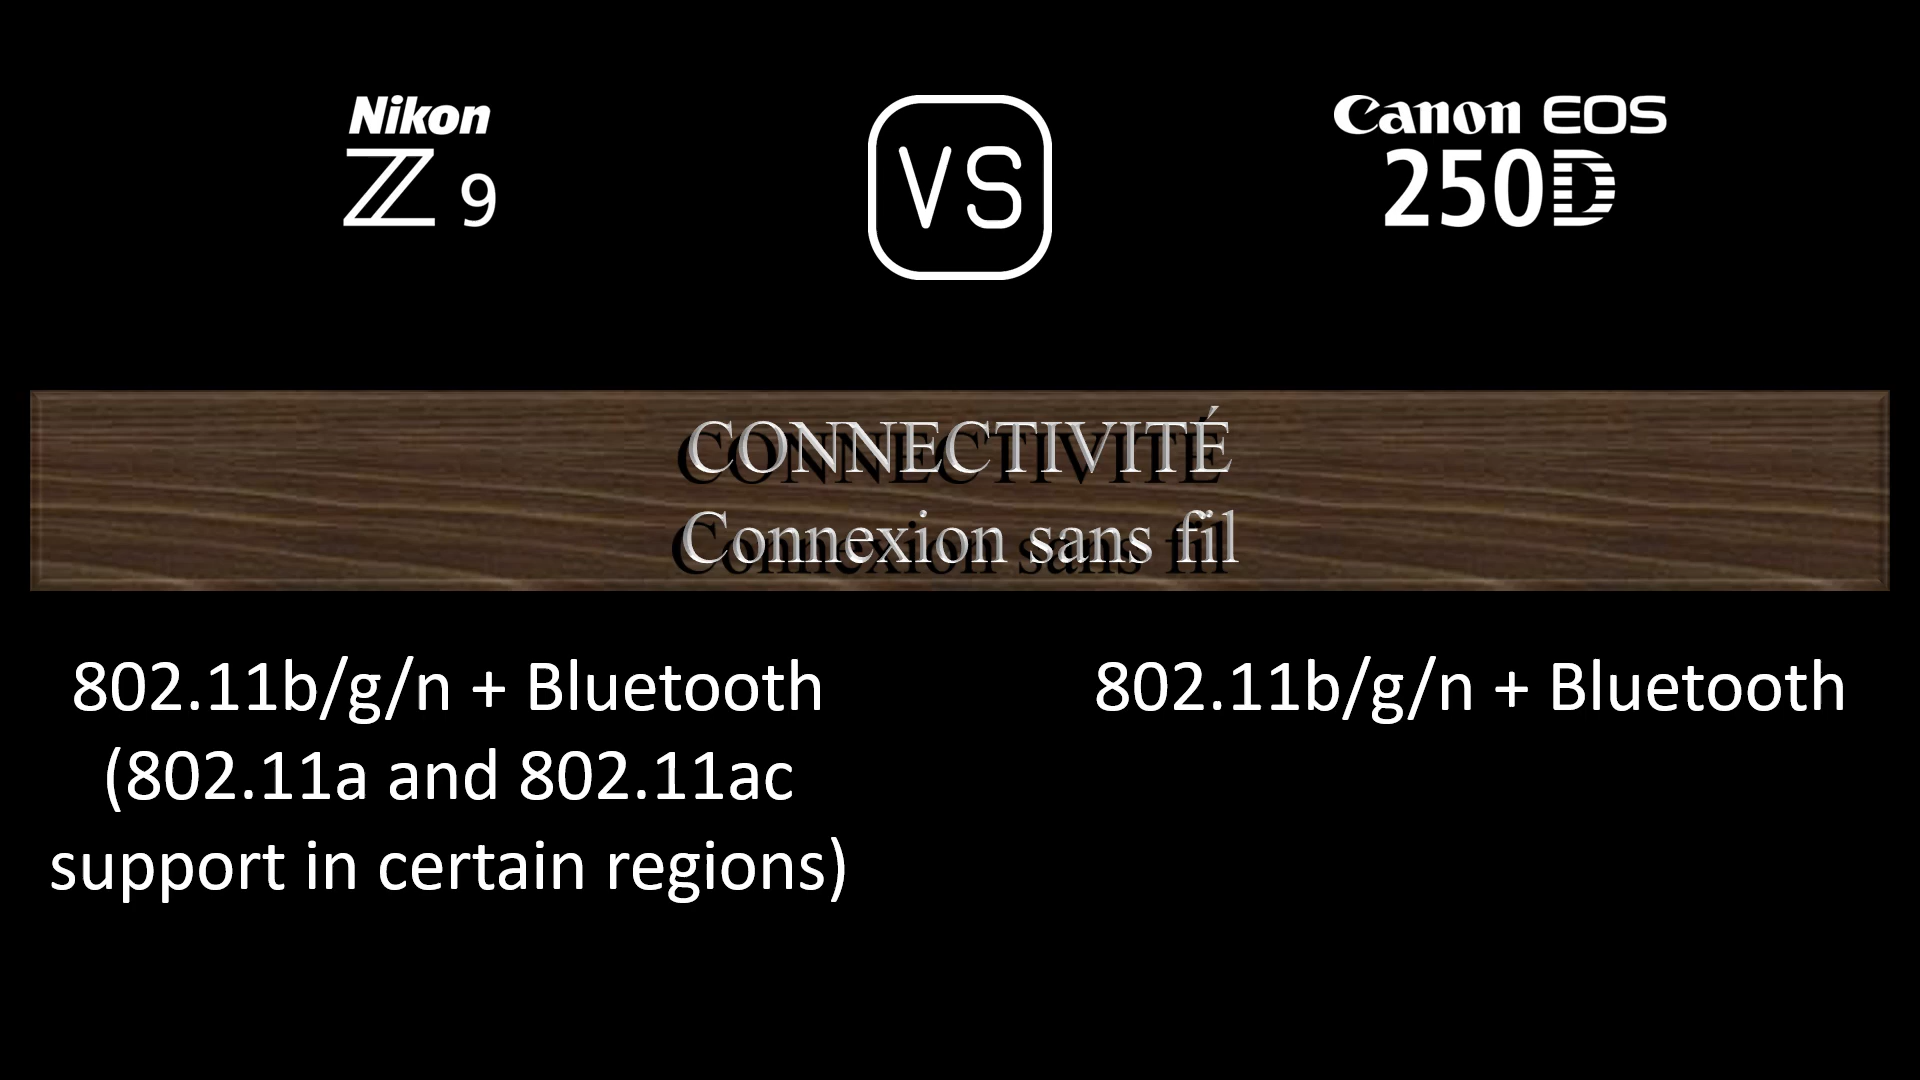 Nikon
Z 9
VS
Canon EOS
250D
CONNECTIVITÉ
Connexion sans fil
802.11b/g/n + Bluetooth
(802.11a and 802.11ac
support in certain regions)
802.11b/g/n + Bluetooth